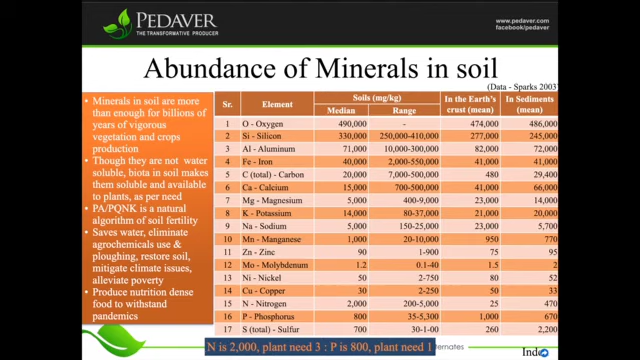 PEDAVER
THE TRANSFORMATIVE PRODUCER
www.pedaver.com
facebook/pedaver
Abundance of Minerals in soil
(Data - Sparks 2003)
Minerals in soil are more
than enough for billions of
years of vigorous
vegetation and crops
production
Though they are not water
soluble, biota in soil makes
them soluble and available
to plants, as per need
PA/PQNK is a natural
algorithm of soil fertility
Saves water, eliminate
agrochemicals use &
ploughing, restore soil,
mitigate climate issues,
alleviate poverty
Produce nutrition dense
food to withstand
pandemics
Sr. Element Soils (mg/kg) In the Earth's crust (mean) In Sediments (mean)
Median Range
1 O - Oxygen 490,000 - 474,000 486,000
2 Si - Silicon 330,000 250,000-410,000 277,000 245,000
3 Al - Aluminum 71,000 10,000-300,000 82,000 72,000
4 Fe - Iron 40,000 2,000-550,000 41,000 41,000
5 C (total) - Carbon 20,000 7,000-500,000 480 29,400
6 Ca - Calcium 15,000 700-500,000 41,000 66,000
7 Mg - Magnesium 5,000 400-9,000 23,000 14,000
8 K - Potassium 14,000 80-37,000 21,000 20,000
9 Na - Sodium 5,000 150-25,000 23,000 5,700
10 Mn - Manganese 1,000 20-10,000 950 770
11 Zn - Zinc 90 1-900 75 95
12 Mo - Molybdenum 1.2 0.1-40 1.5 2
13 Ni - Nickel 50 2-750 80 52
14 Cu - Copper 30 2-250 50 33
15 N - Nitrogen 2,000 200-5,000 25 470
16 P - Phosphorus 800 35-5,300 1,000 670
17 S (total) - Sulfur 700 30-1-00 260 2,200
N is 2,000, plant need 3 : P is 800, plant need 1